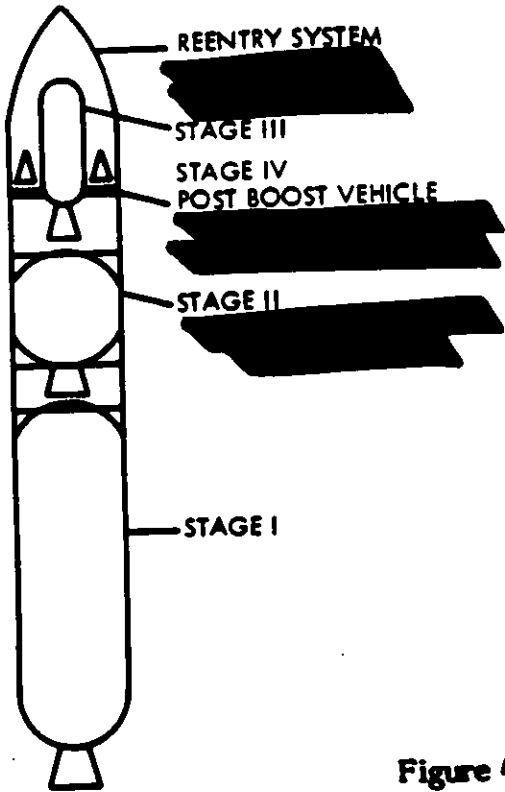 REENTRY SYSTEM
STAGE III
STAGE IV
POST BOOST VEHICLE
STAGE II
STAGE I
Figure